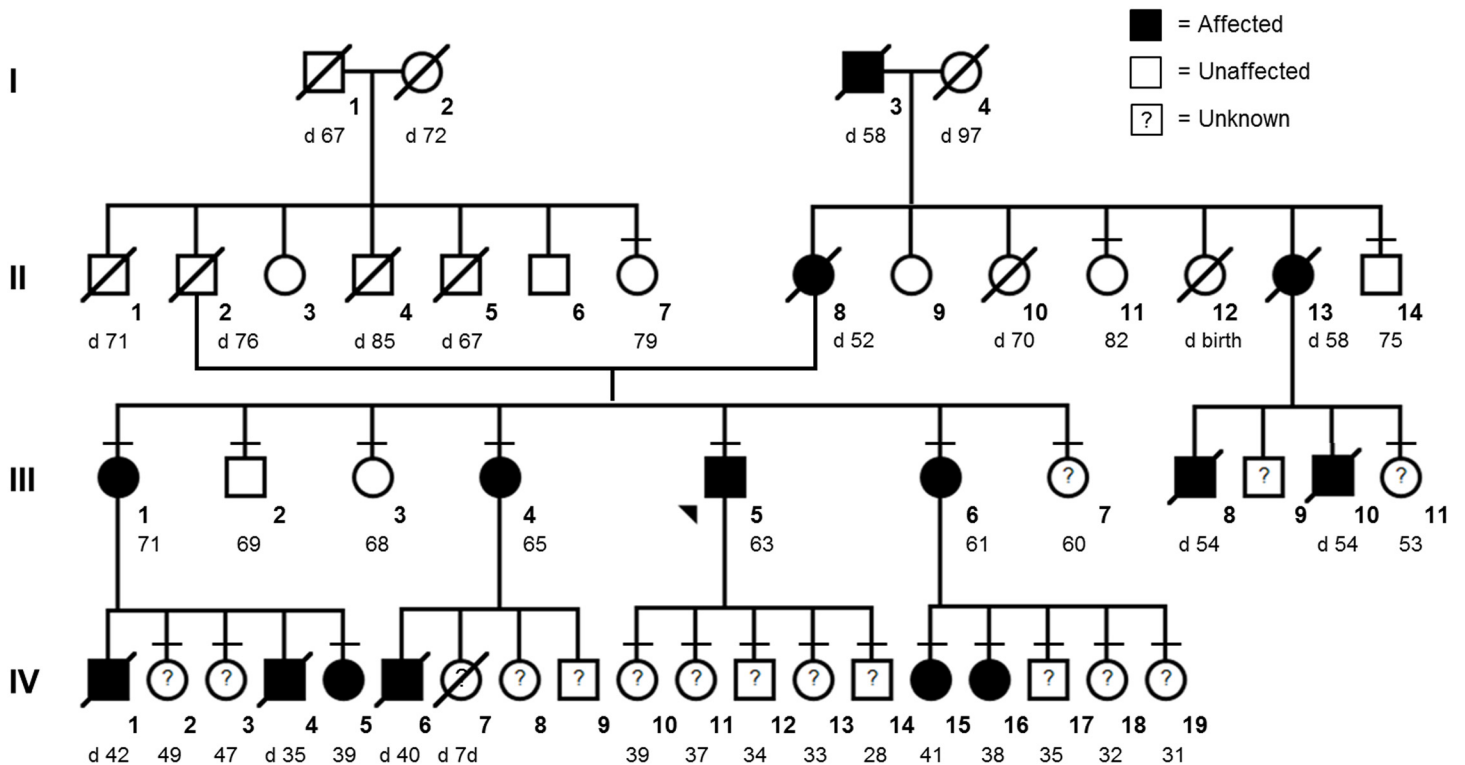 = Affected
I
= Unaffected
1 2 3 4
? = Unknown
d 67 d 72 d 58 d 97
II
1 2 3 4 5 6 7 8 9 10 11 12 13 14
d 71 d 76 d 85 d 67 79 d 52 d 70 82 d birth d 58 75
III
? ? ?
1 2 3 4 5 6 7 8 9 10 11
71 69 68 65 63 61 60 d 54 d 54 53
IV
? ? ? ? ? ? ? ? ? ? ? ? ?
1 2 3 4 5 6 7 8 9 10 11 12 13 14 15 16 17 18 19
d 42 49 47 d 35 39 d 40 d 7d 39 37 34 33 28 41 38 35 32 31